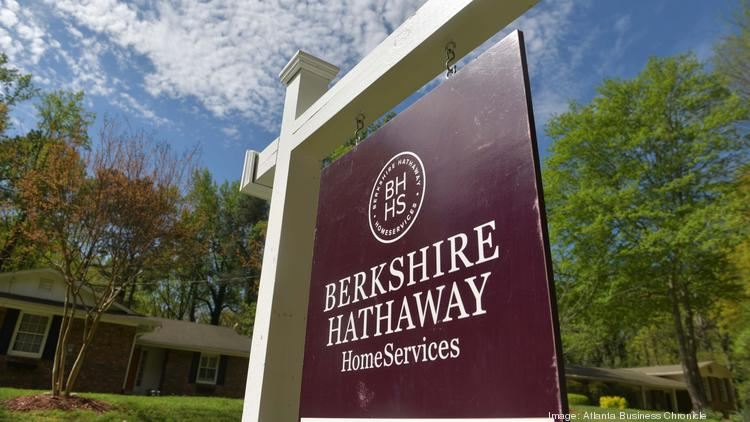 BERKSHIRE HATHAWAY
BH
HS
HOMESERVICES
BERKSHIRE
HATHAWAY
HomeServices
Image: Atlanta Business Chronicle